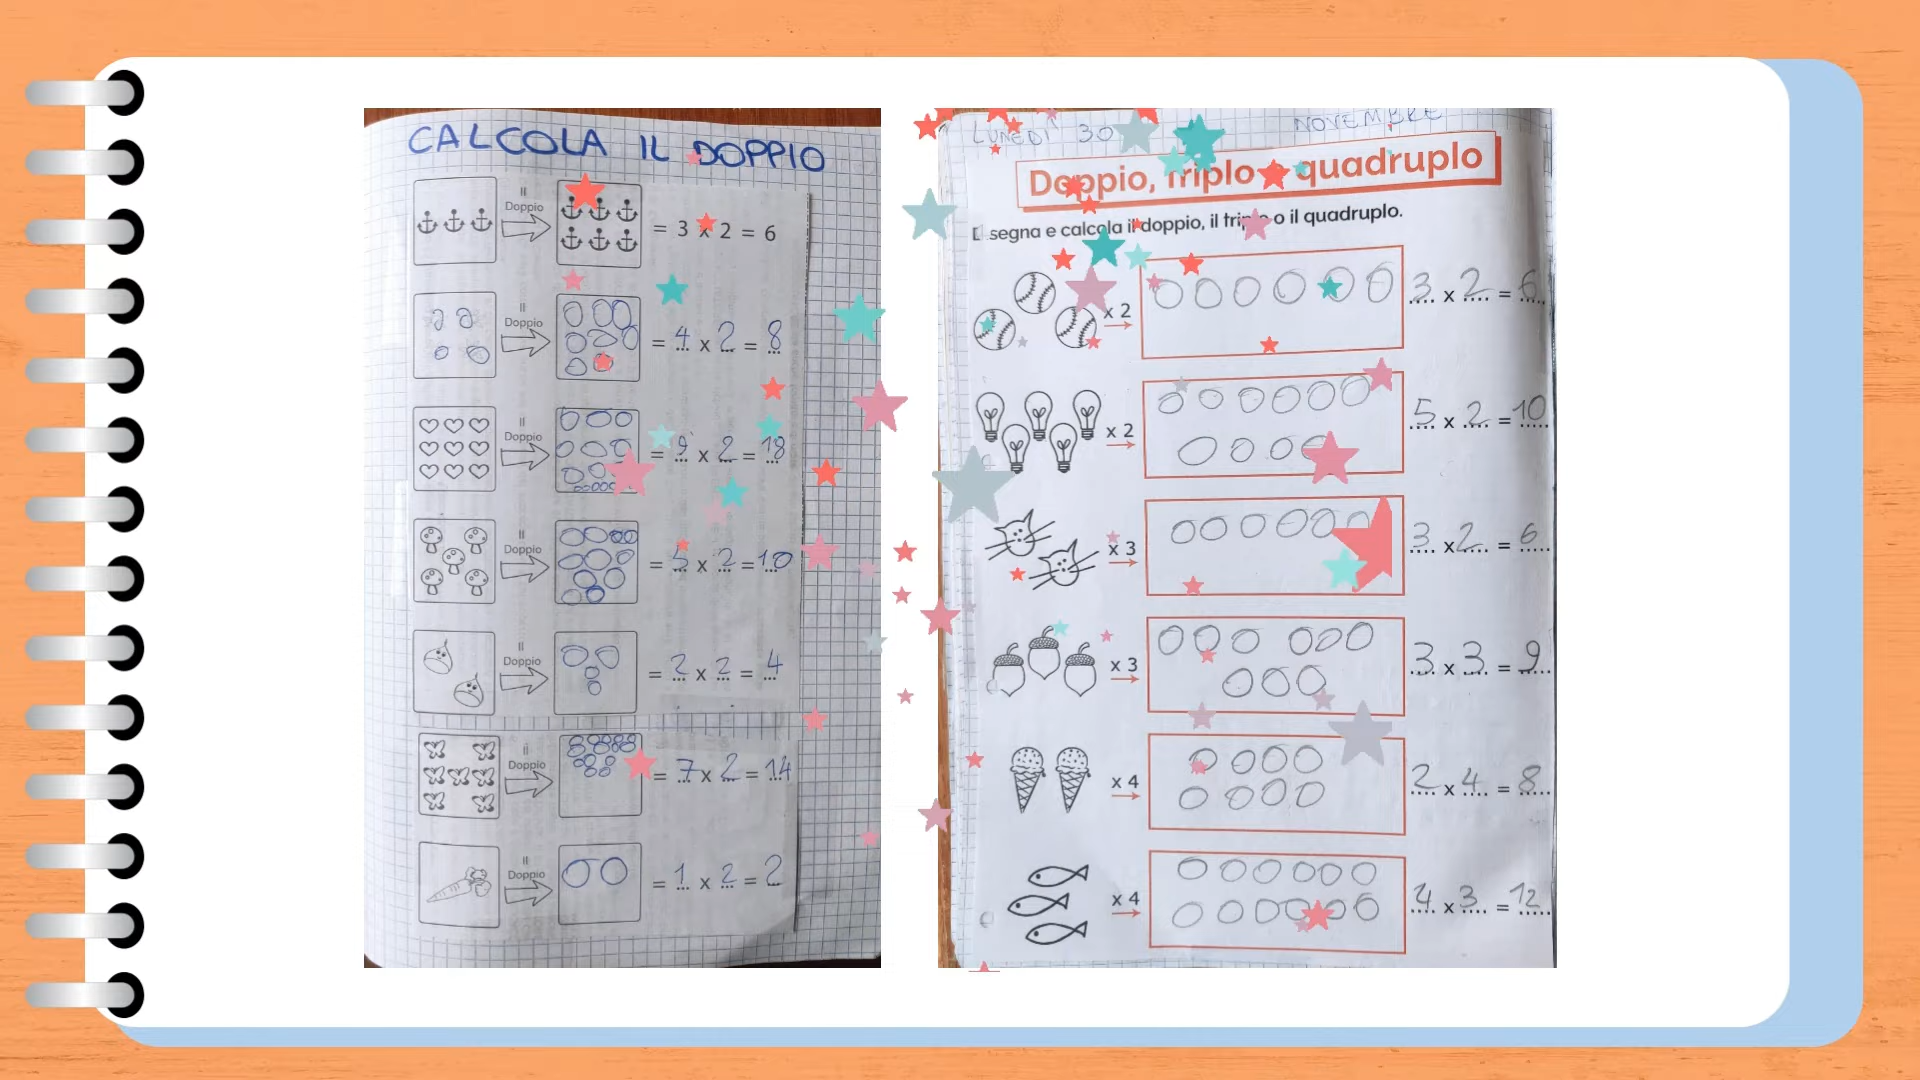 CALCOLA IL DOPPIO
Il Doppio
= 3 x 2 = 6
Il Doppio
= 4 x 2 = 8
Il Doppio
= 9 x 2 = 18
Il Doppio
= 5 x 2 = 10
Il Doppio
= 2 x 2 = 4
il Doppio
= 7 x 2 = 14
Il Doppio
= 1 x 2 = 2
LUNEDÌ 30 NOVEMBRE
Doppio, Triplo e quadruplo
Disegna e calcola il doppio, il triplo o il quadruplo.
x 2
3 x 2 = 6
x 2
5 x 2 = 10
x 3
3 x 2 = 6
x 3
3 x 3 = 9
x 4
2 x 4 = 8
x 4
4 x 3 = 12